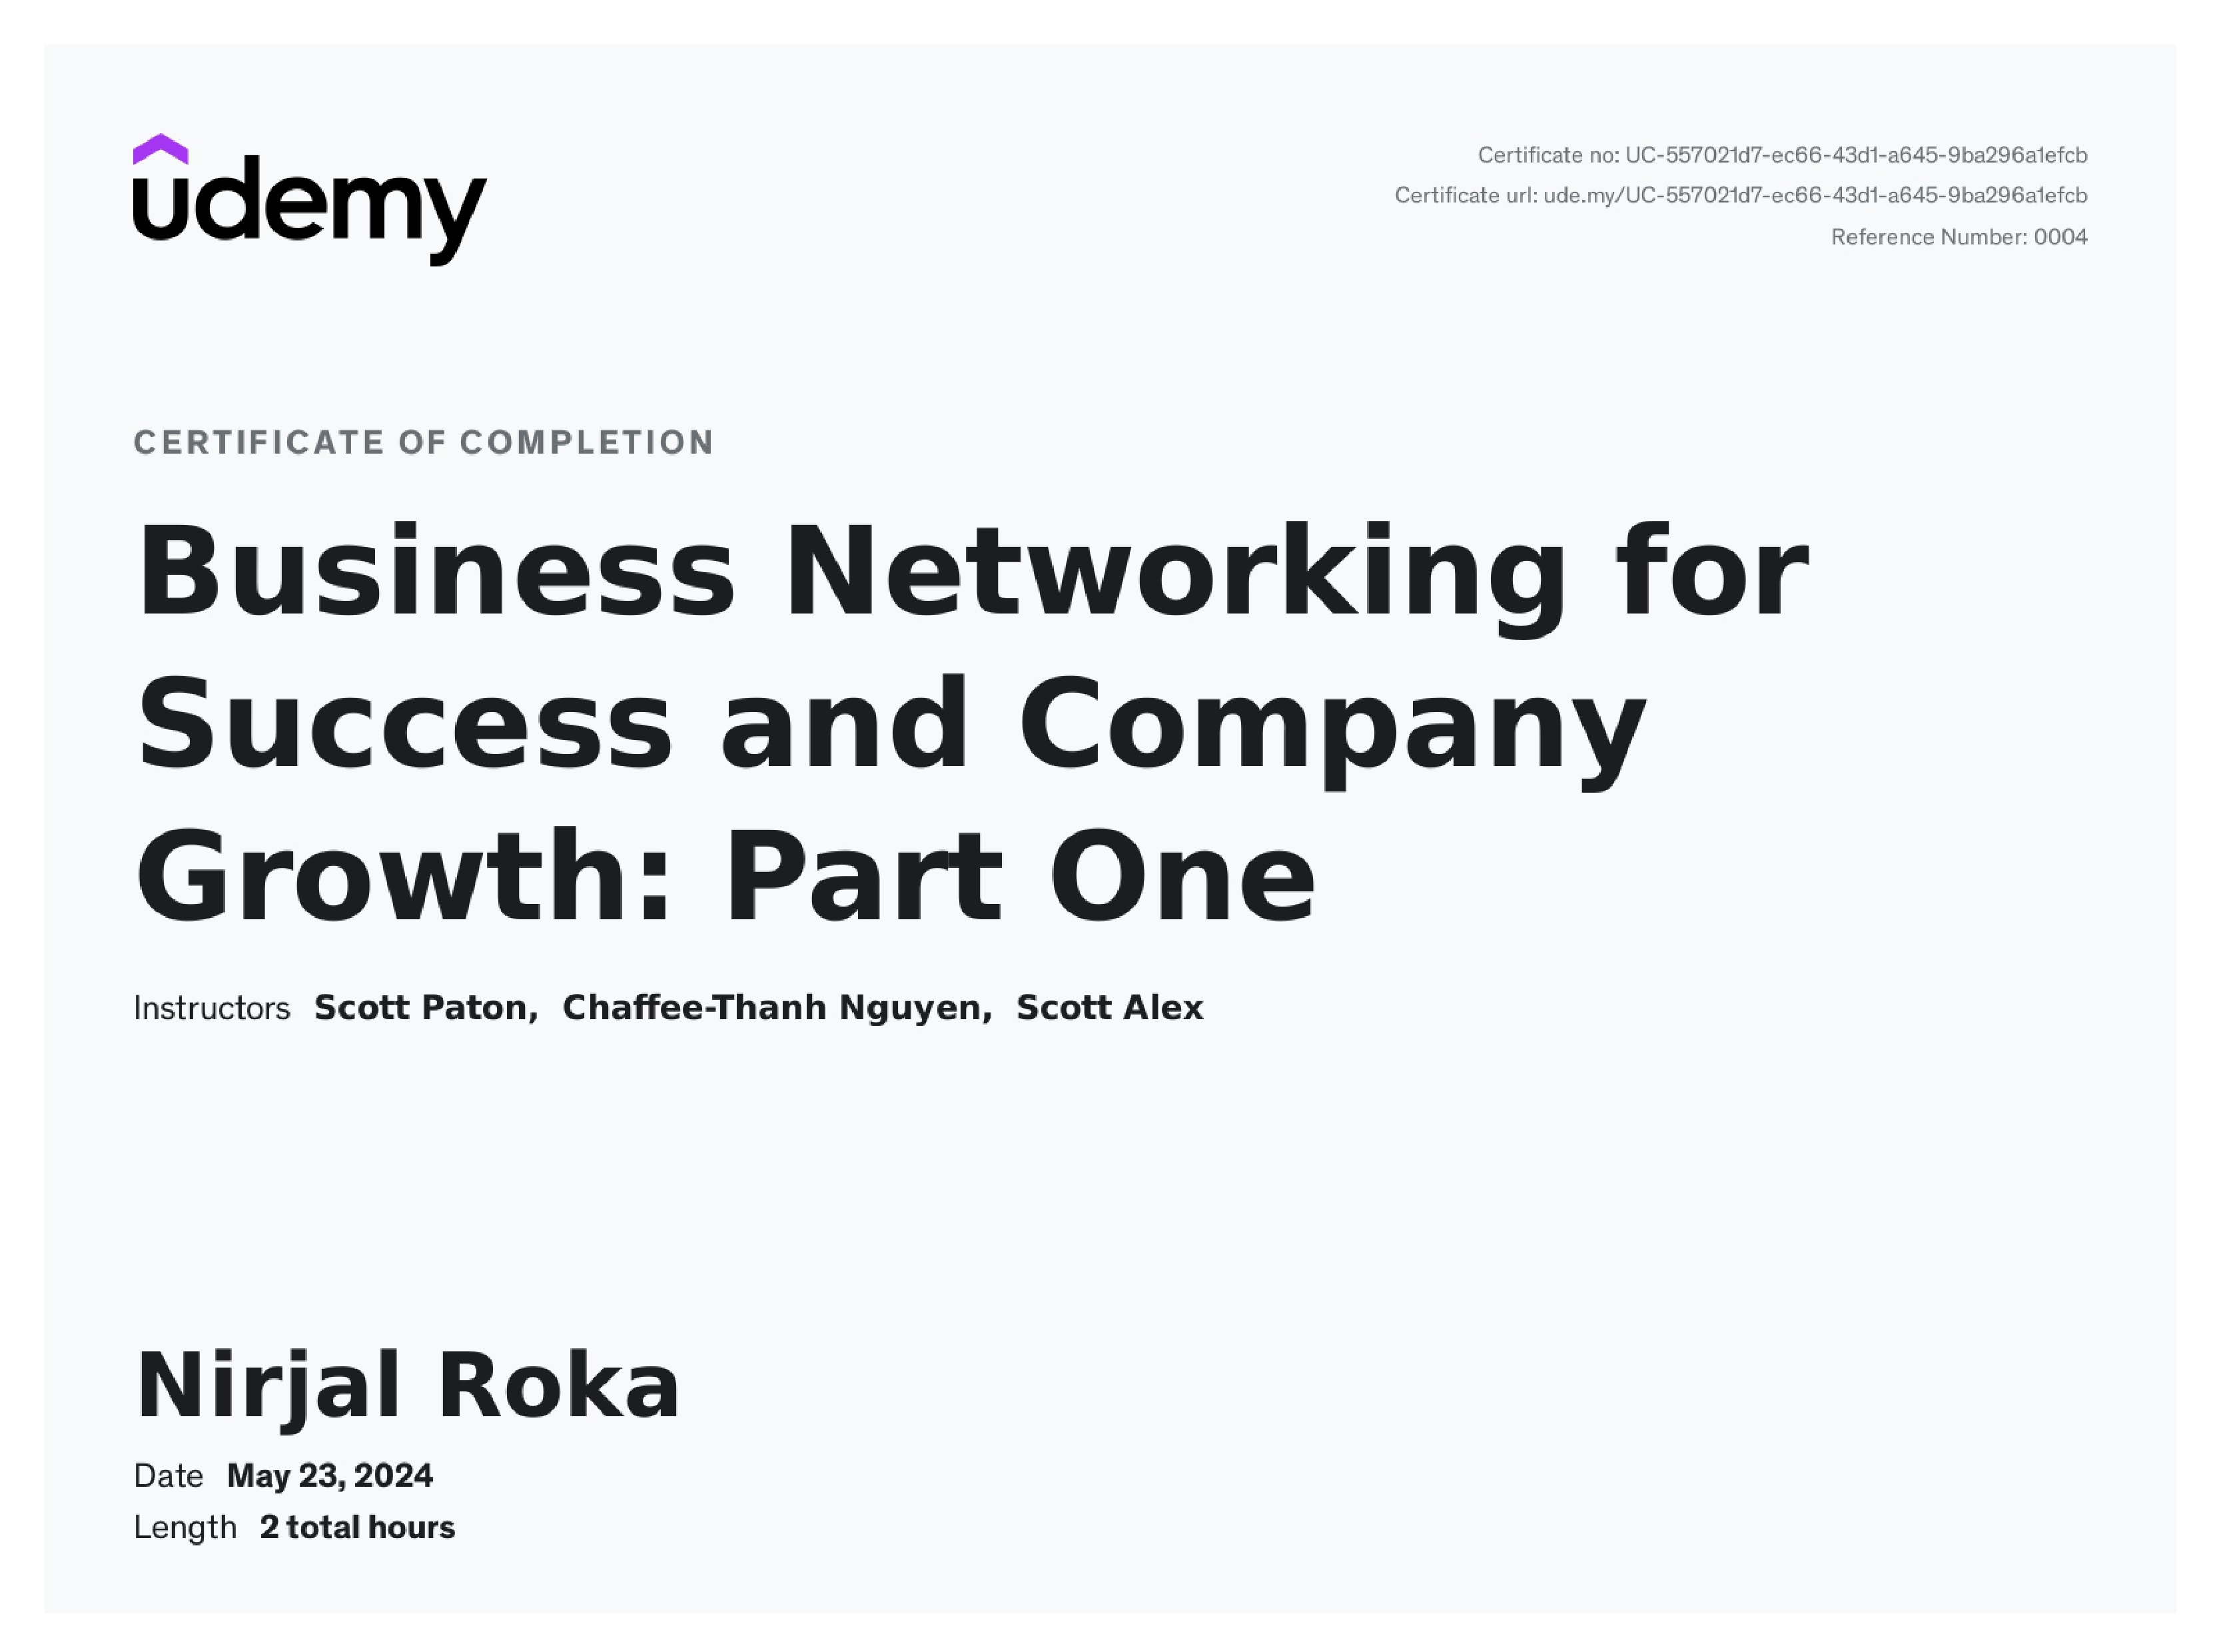 udemy
Certificate no: UC-557021d7-ec66-43d1-a645-9ba296a1efcb
Certificate url: ude.my/UC-557021d7-ec66-43d1-a645-9ba296a1efcb
Reference Number: 0004
CERTIFICATE OF COMPLETION
Business Networking for
Success and Company
Growth: Part One
Instructors Scott Paton, Chaffee-Thanh Nguyen, Scott Alex
Nirjal Roka
Date May 23, 2024
Length 2 total hours